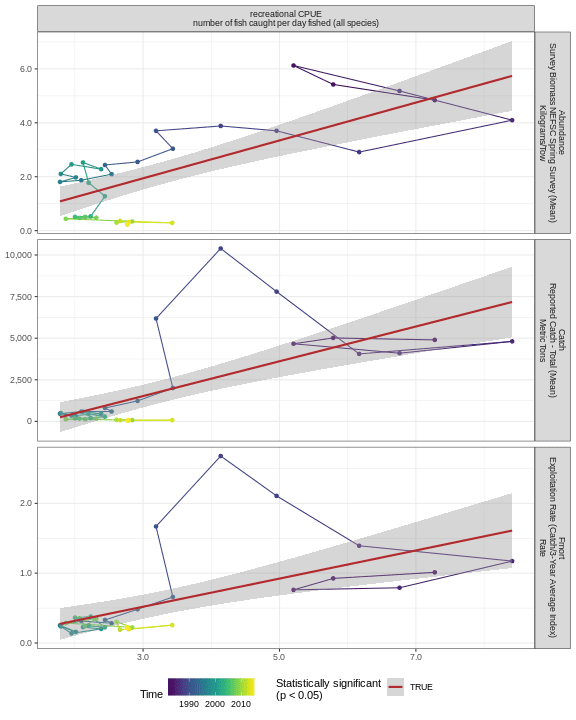 recreational CPUE
number of fish caught per day fished (all species)
6.0
4.0
2.0
0.0
Abundance
Survey Biomass NEFSC Spring Survey (Mean)
Kilograms/tow
10,000
7,500
5,000
2,500
0
Catch
Reported Catch - Total (Mean)
Metric Tons
2.0
1.0
0.0
Fmort
Exploitation Rate (Catch/3-Year Average Index)
Rate
3.0
5.0
7.0
Time
1990 2000 2010
Statistically significant
(p < 0.05)
TRUE